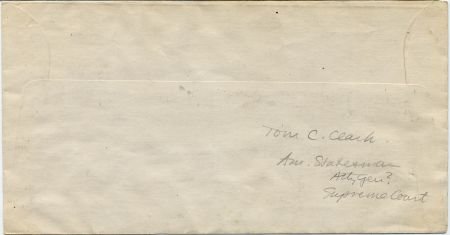 Tom C. Clark.
Am. Statesman
Atty Gen?
Supreme Court